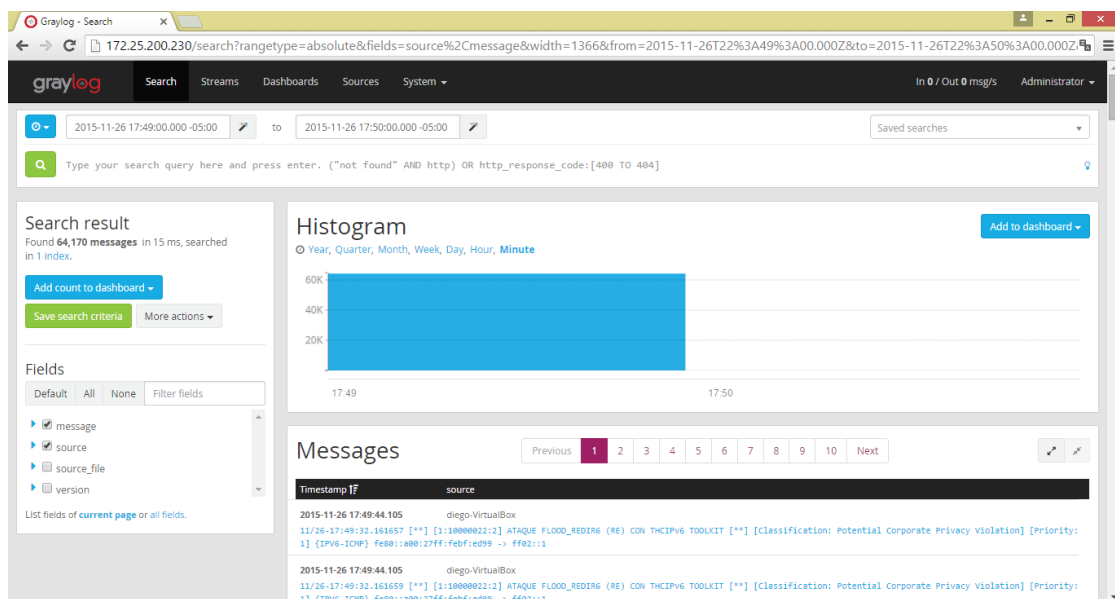 Graylog - Search
172.25.200.230/search?rangetype=absolute&fields=source%2Cmessage&width=1366&from=2015-11-26T22%3A49%3A00.000Z&to=2015-11-26T22%3A50%3A00.000Z
graylog Search Streams Dashboards Sources System In 0 / Out 0 msg/s Administrator
2015-11-26 17:49:00.000 -05:00 to 2015-11-26 17:50:00.000 -05:00 Saved searches
Type your search query here and press enter. ("not found" AND http) OR http_response_code:[400 TO 404]
Search result
Found 64,170 messages in 15 ms, searched
in 1 index.
Add count to dashboard
Save search criteria More actions
Fields
Default All None Filter fields
message
source
source_file
version
List fields of current page or all fields.
Histogram
Add to dashboard
Year, Quarter, Month, Week, Day, Hour, Minute
60K
40K
20K
17:49 17:50
Messages
Previous 1 2 3 4 5 6 7 8 9 10 Next
Timestamp source
2015-11-26 17:49:44.105 diego-VirtualBox
11/26-17:49:32.161657 [**] [1:10000022:2] ATAQUE FLOOD_REDIR6 (RE) CON THCIPv6 TOOLKIT [**] [Classification: Potential Corporate Privacy Violation] [Priority:
1] {IPV6-ICMP} fe80::a00:27ff:febf:ed99 -> ff02::1
2015-11-26 17:49:44.105 diego-VirtualBox
11/26-17:49:32.161659 [**] [1:10000022:2] ATAQUE FLOOD_REDIR6 (RE) CON THCIPv6 TOOLKIT [**] [Classification: Potential Corporate Privacy Violation] [Priority:
1] {IPV6-ICMP} fe80::a00:27ff:febf:ed99 -> ff02::1